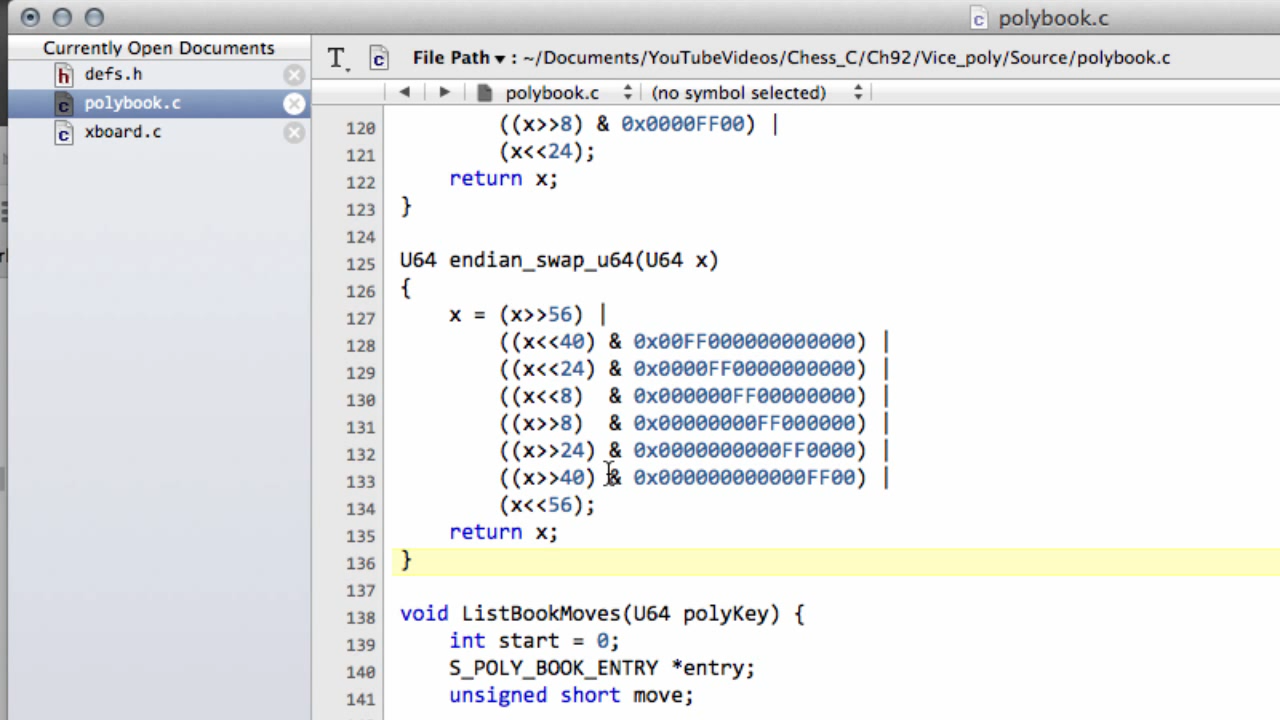 polybook.c
Currently Open Documents
defs.h
polybook.c
xboard.c
File Path ▾ : ~/Documents/YouTubeVideos/Chess_C/Ch92/Vice_poly/Source/polybook.c
polybook.c (no symbol selected)
120 ((x>>8) & 0x0000FF00) |
121 (x<<24);
122 return x;
123 }
124
125 U64 endian_swap_u64(U64 x)
126 {
127 x = (x>>56) |
128 ((x<<40) & 0x00FF000000000000) |
129 ((x<<24) & 0x0000FF0000000000) |
130 ((x<<8) & 0x000000FF00000000) |
131 ((x>>8) & 0x00000000FF000000) |
132 ((x>>24) & 0x0000000000FF0000) |
133 ((x>>40) & 0x000000000000FF00) |
134 (x<<56);
135 return x;
136 }
137
138 void ListBookMoves(U64 polyKey) {
139 int start = 0;
140 S_POLY_BOOK_ENTRY *entry;
141 unsigned short move;